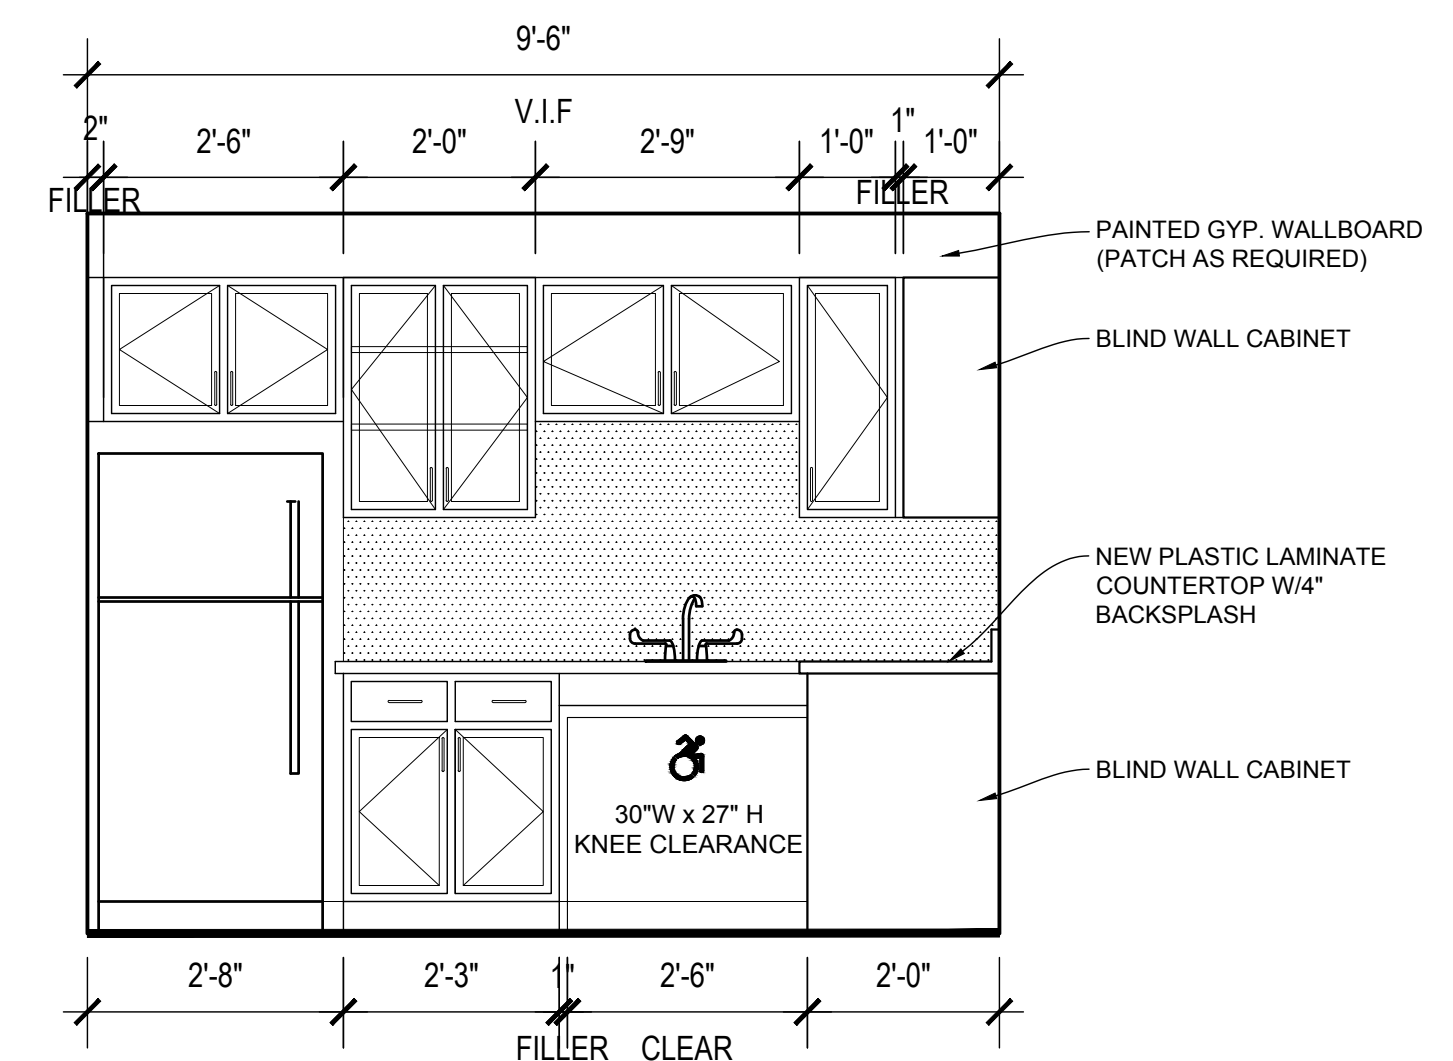 9'-6"
V.I.F
2"
2'-6"
2'-0"
2'-9"
1'-0"
1"
1'-0"
FILLER
FILLER
PAINTED GYP. WALLBOARD
(PATCH AS REQUIRED)
BLIND WALL CABINET
NEW PLASTIC LAMINATE
COUNTERTOP W/4"
BACKSPLASH
30"W x 27" H
KNEE CLEARANCE
BLIND WALL CABINET
2'-8"
2'-3"
1"
2'-6"
2'-0"
FILLER
CLEAR